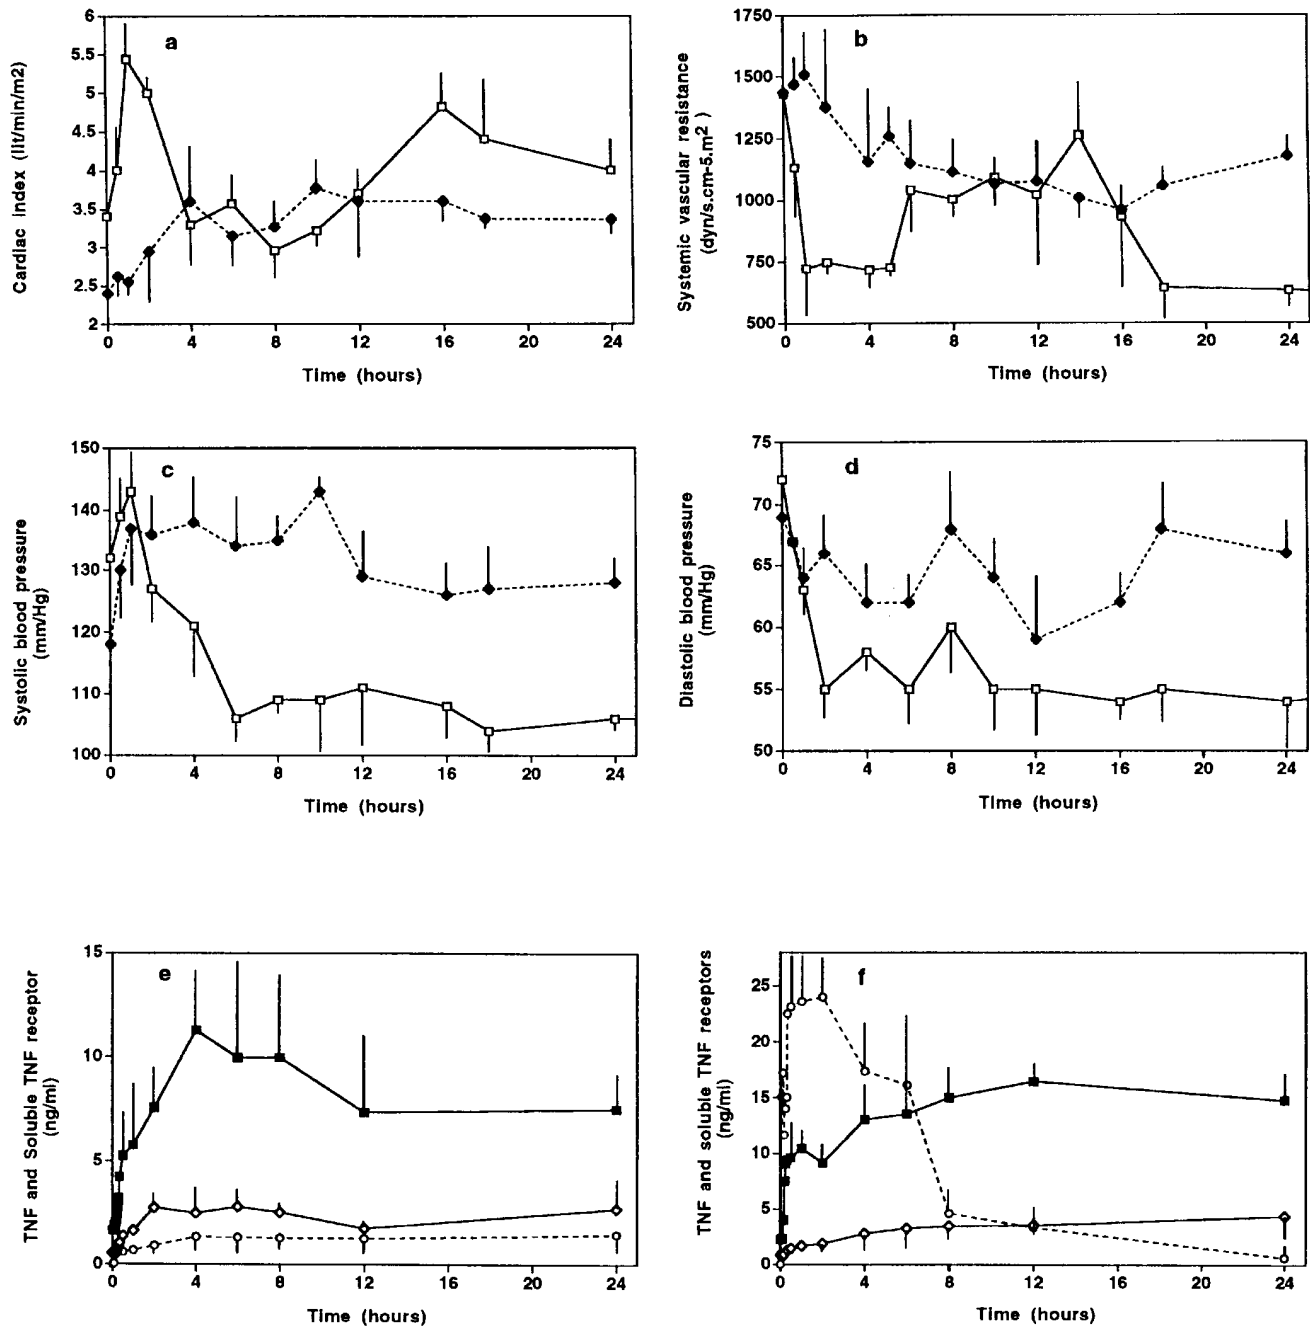 a
Cardiac index (lit/min/m2)
6
5.5
5
4.5
4
3.5
3
2.5
2
0 4 8 12 16 20 24
Time (hours)
b
Systemic vascular resistance
(dyn/s.cm-5.m2 )
1750
1500
1250
1000
750
500
0 4 8 12 16 20 24
Time (hours)
c
Systolic blood pressure
(mm/Hg)
150
140
130
120
110
100
0 4 8 12 16 20 24
Time (hours)
d
Diastolic blood pressure
(mm/Hg)
75
70
65
60
55
50
0 4 8 12 16 20 24
Time (hours)
e
TNF and Soluble TNF receptor
(ng/ml)
15
10
5
0
0 4 8 12 16 20 24
Time (hours)
f
TNF and soluble TNF receptors
(ng/ml)
25
20
15
10
5
0
0 4 8 12 16 20 24
Time (hours)